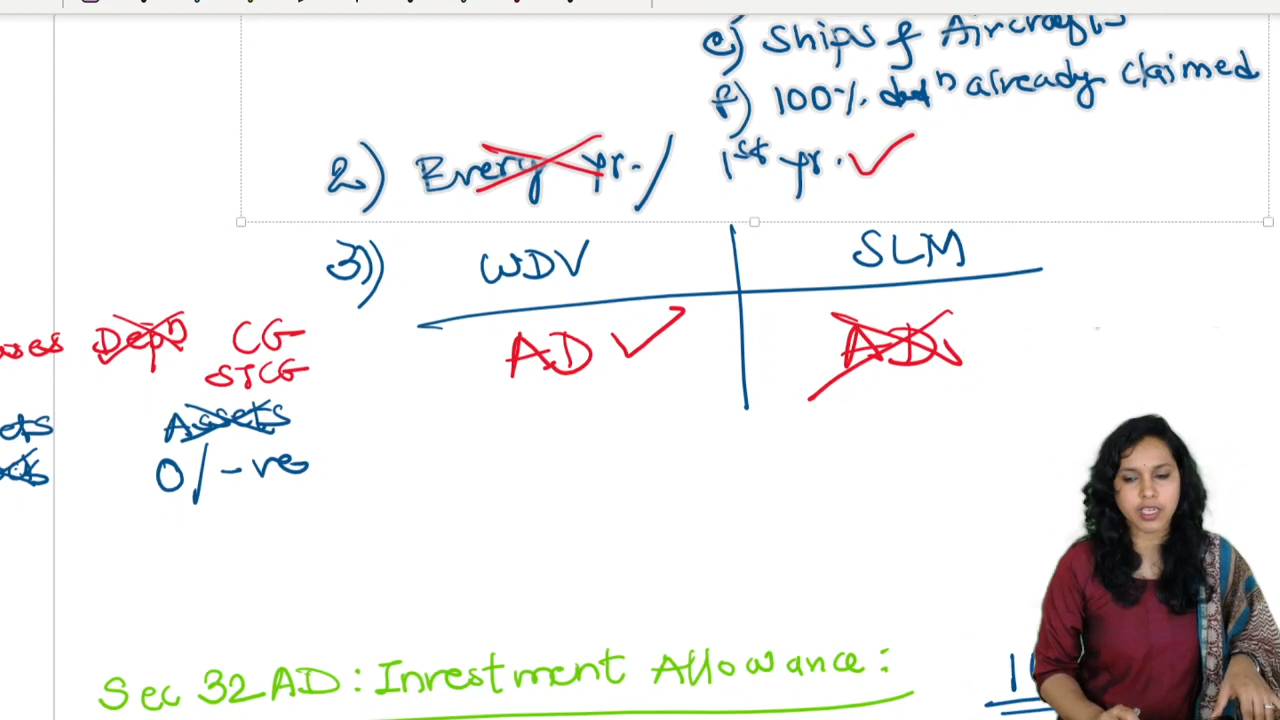 e) Ships & Aircrafts
f) 100% dedn already claimed
2) Every yr. / 1st yr.
3) WDV SLM
AD AD
Depn CG
STCG
Assets
0/-ve
Sec 32AD: Investment Allowance: